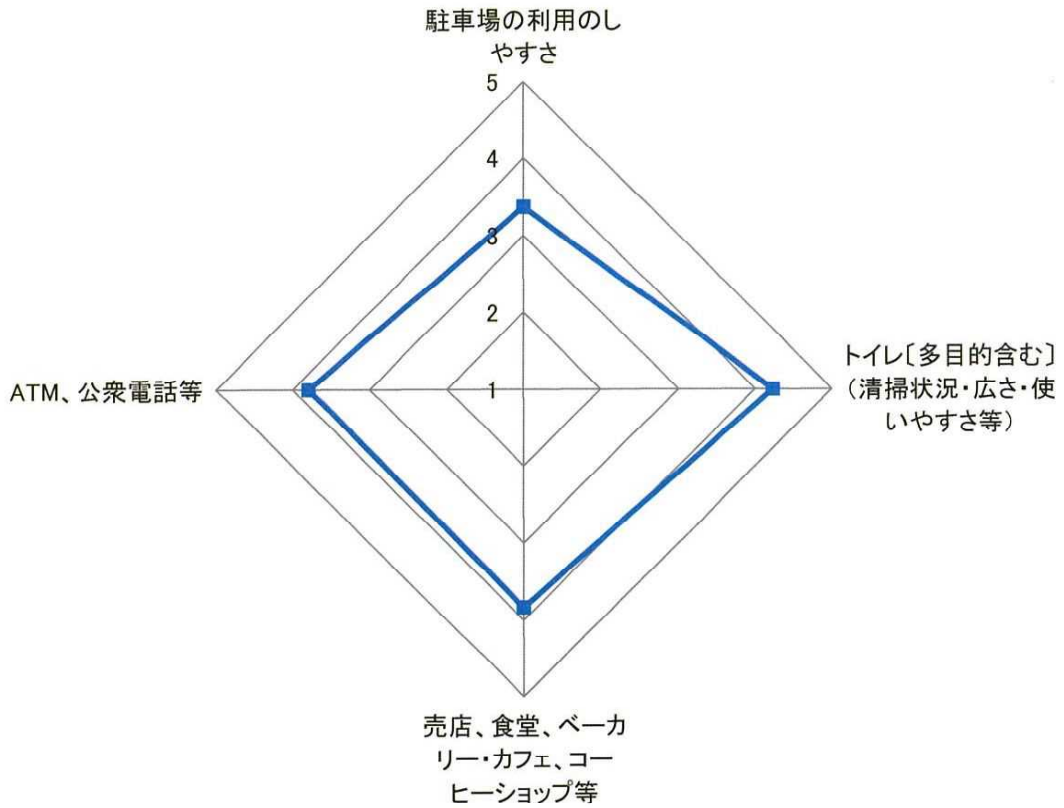 駐車場の利用のし
やすさ
5
4
3
2
1
トイレ〔多目的含む〕
（清掃状況・広さ・使
いやすさ等）
ATM、公衆電話等
売店、食堂、ベーカ
リー・カフェ、コー
ヒーショップ等